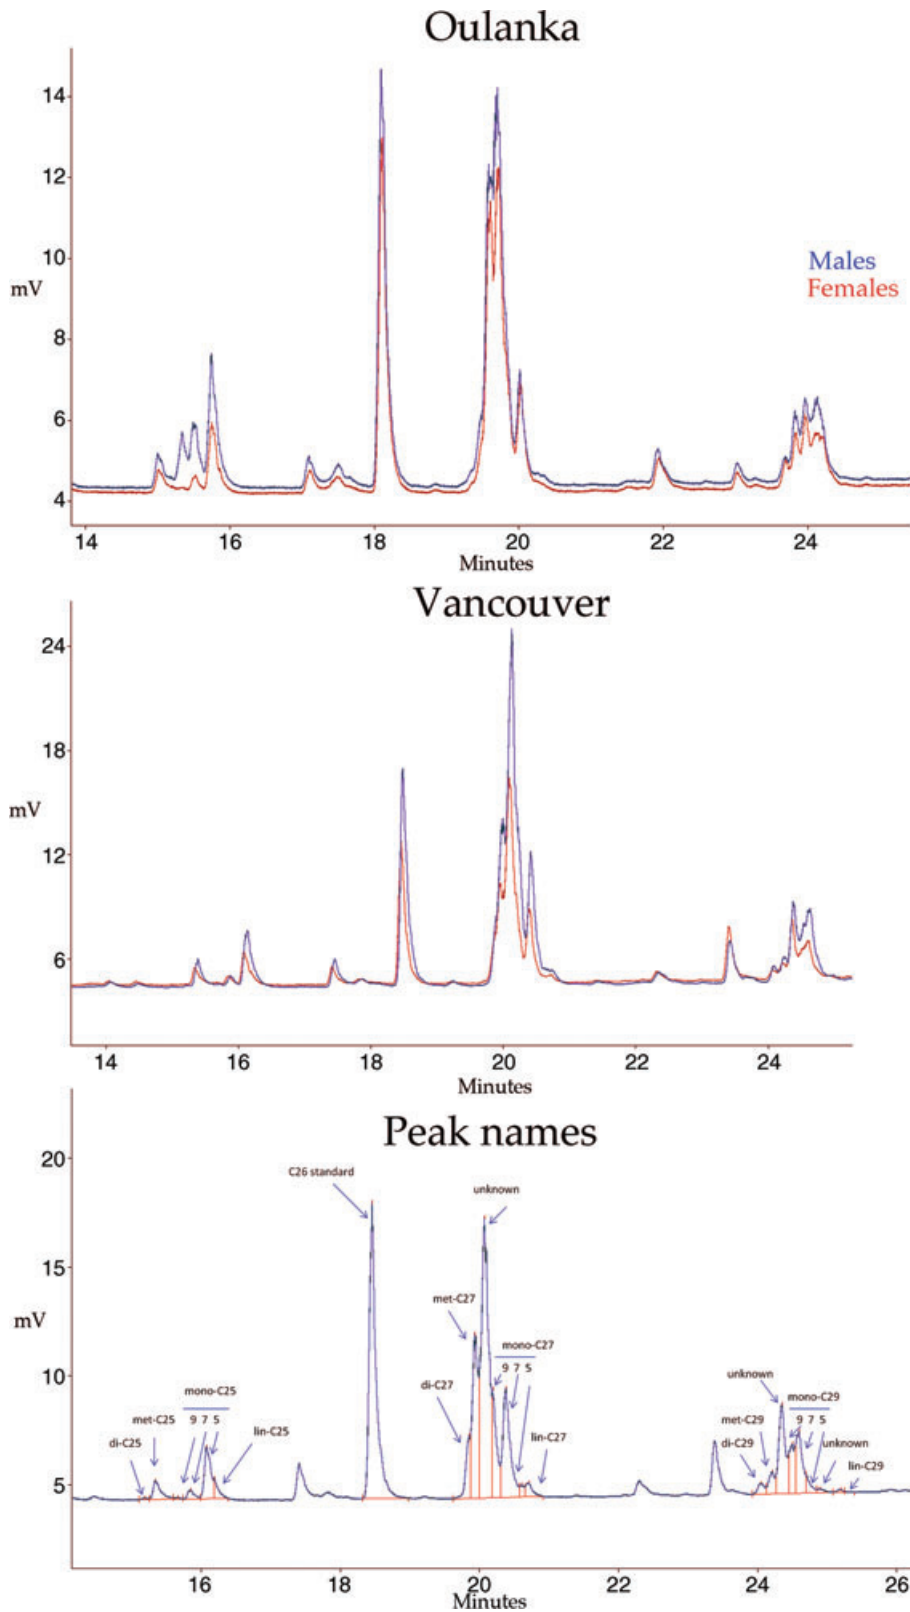 Oulanka
14
12
10
Males
mV
Females
8
6
4
14 16 18 20 22 24
Minutes
Vancouver
24
18
mV
12
6
14 16 18 20 22 24
Minutes
Peak names
20
C26 standard
unknown
15
met-C27
mV
mono-C27
10
9 7 5
unknown
di-C27
mono-C25
mono-C29
met-C25
9 7 5
met-C29
9 7 5
di-C25
lin-C25
lin-C27
di-C29
unknown
lin-C29
5
16 18 20 22 24 26
Minutes